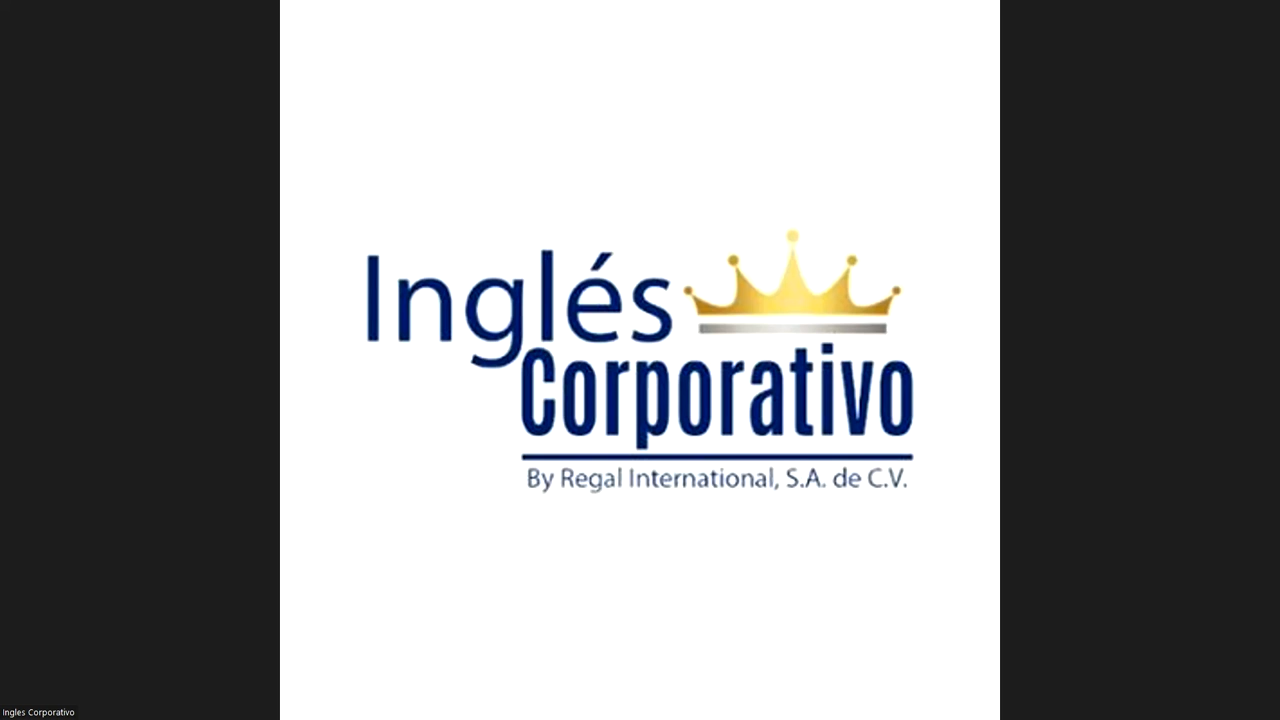 Inglés
Corporativo
By Regal International, S.A. de C.V.
Ingles Corporativo